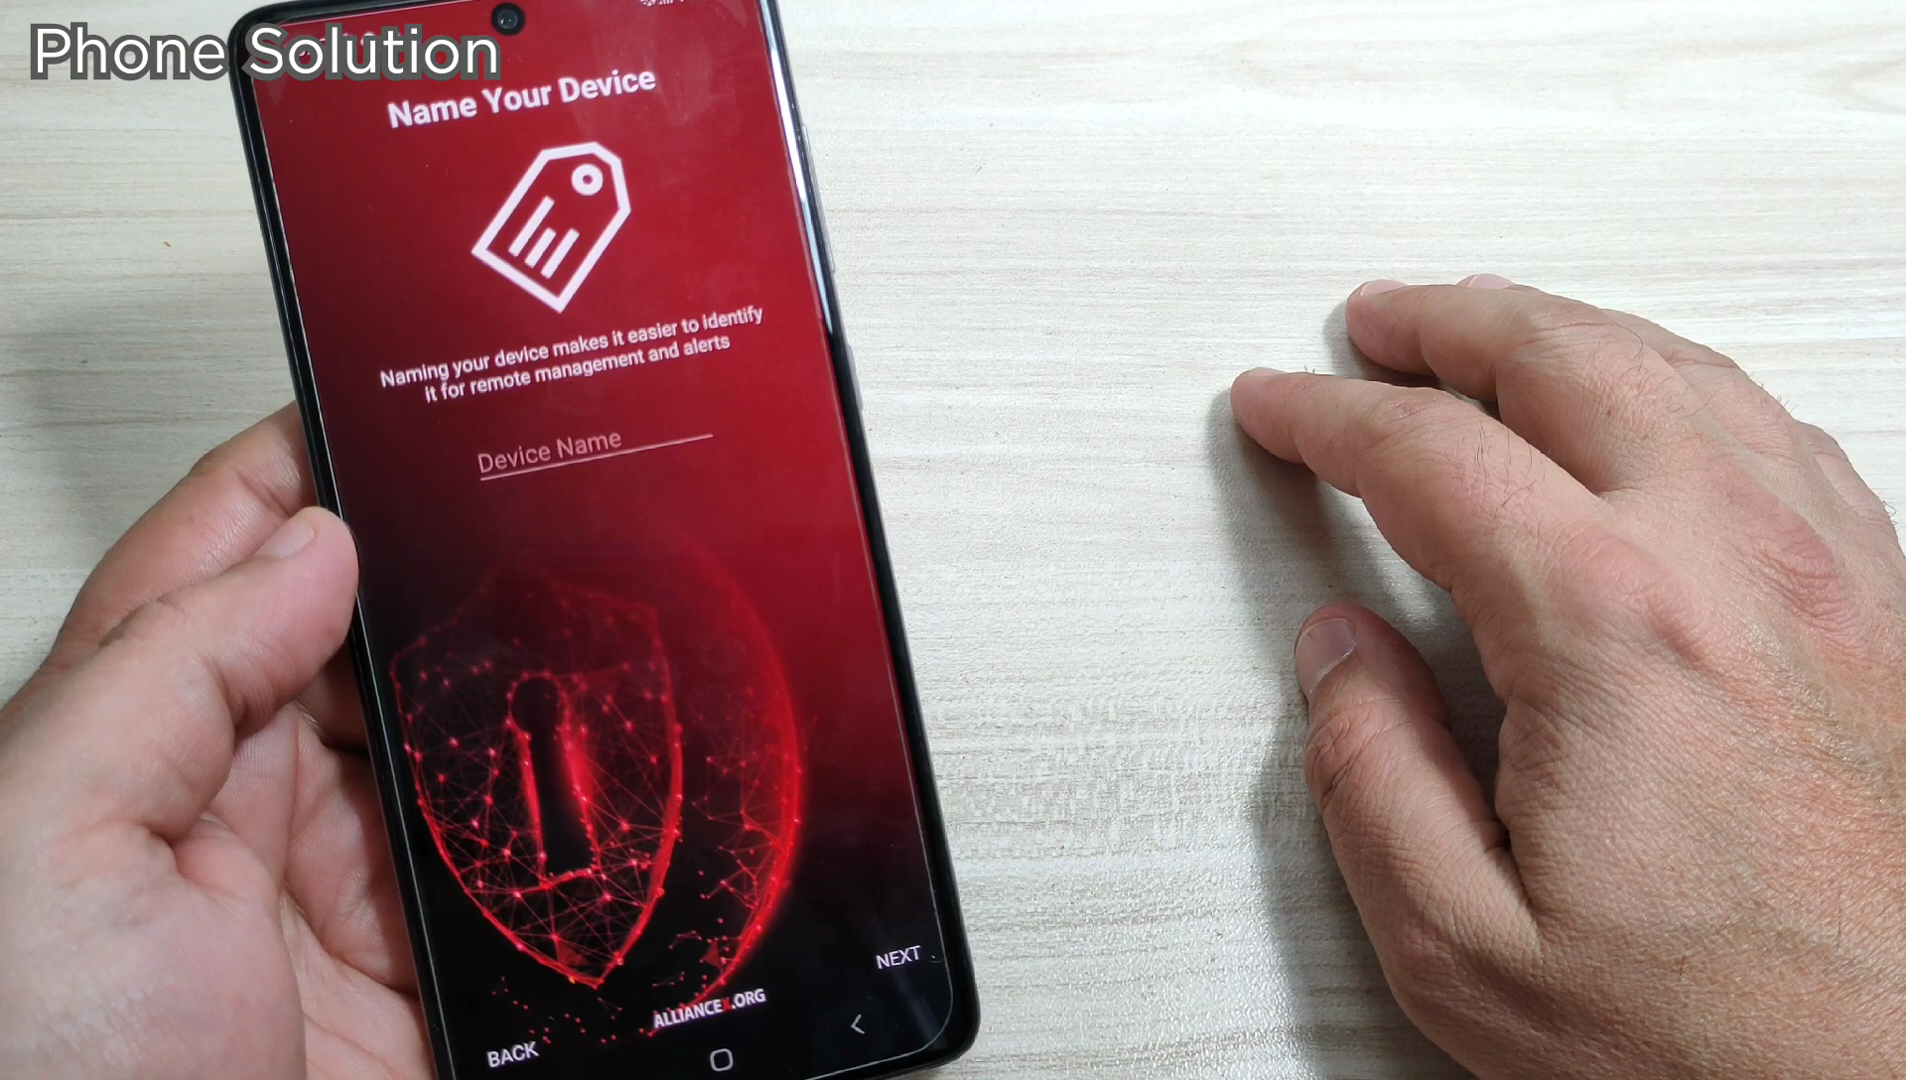 Phone Solution
Name Your Device
Naming your device makes it easier to identify
it for remote management and alerts
Device Name
NEXT
ALLIANCEX.ORG
BACK